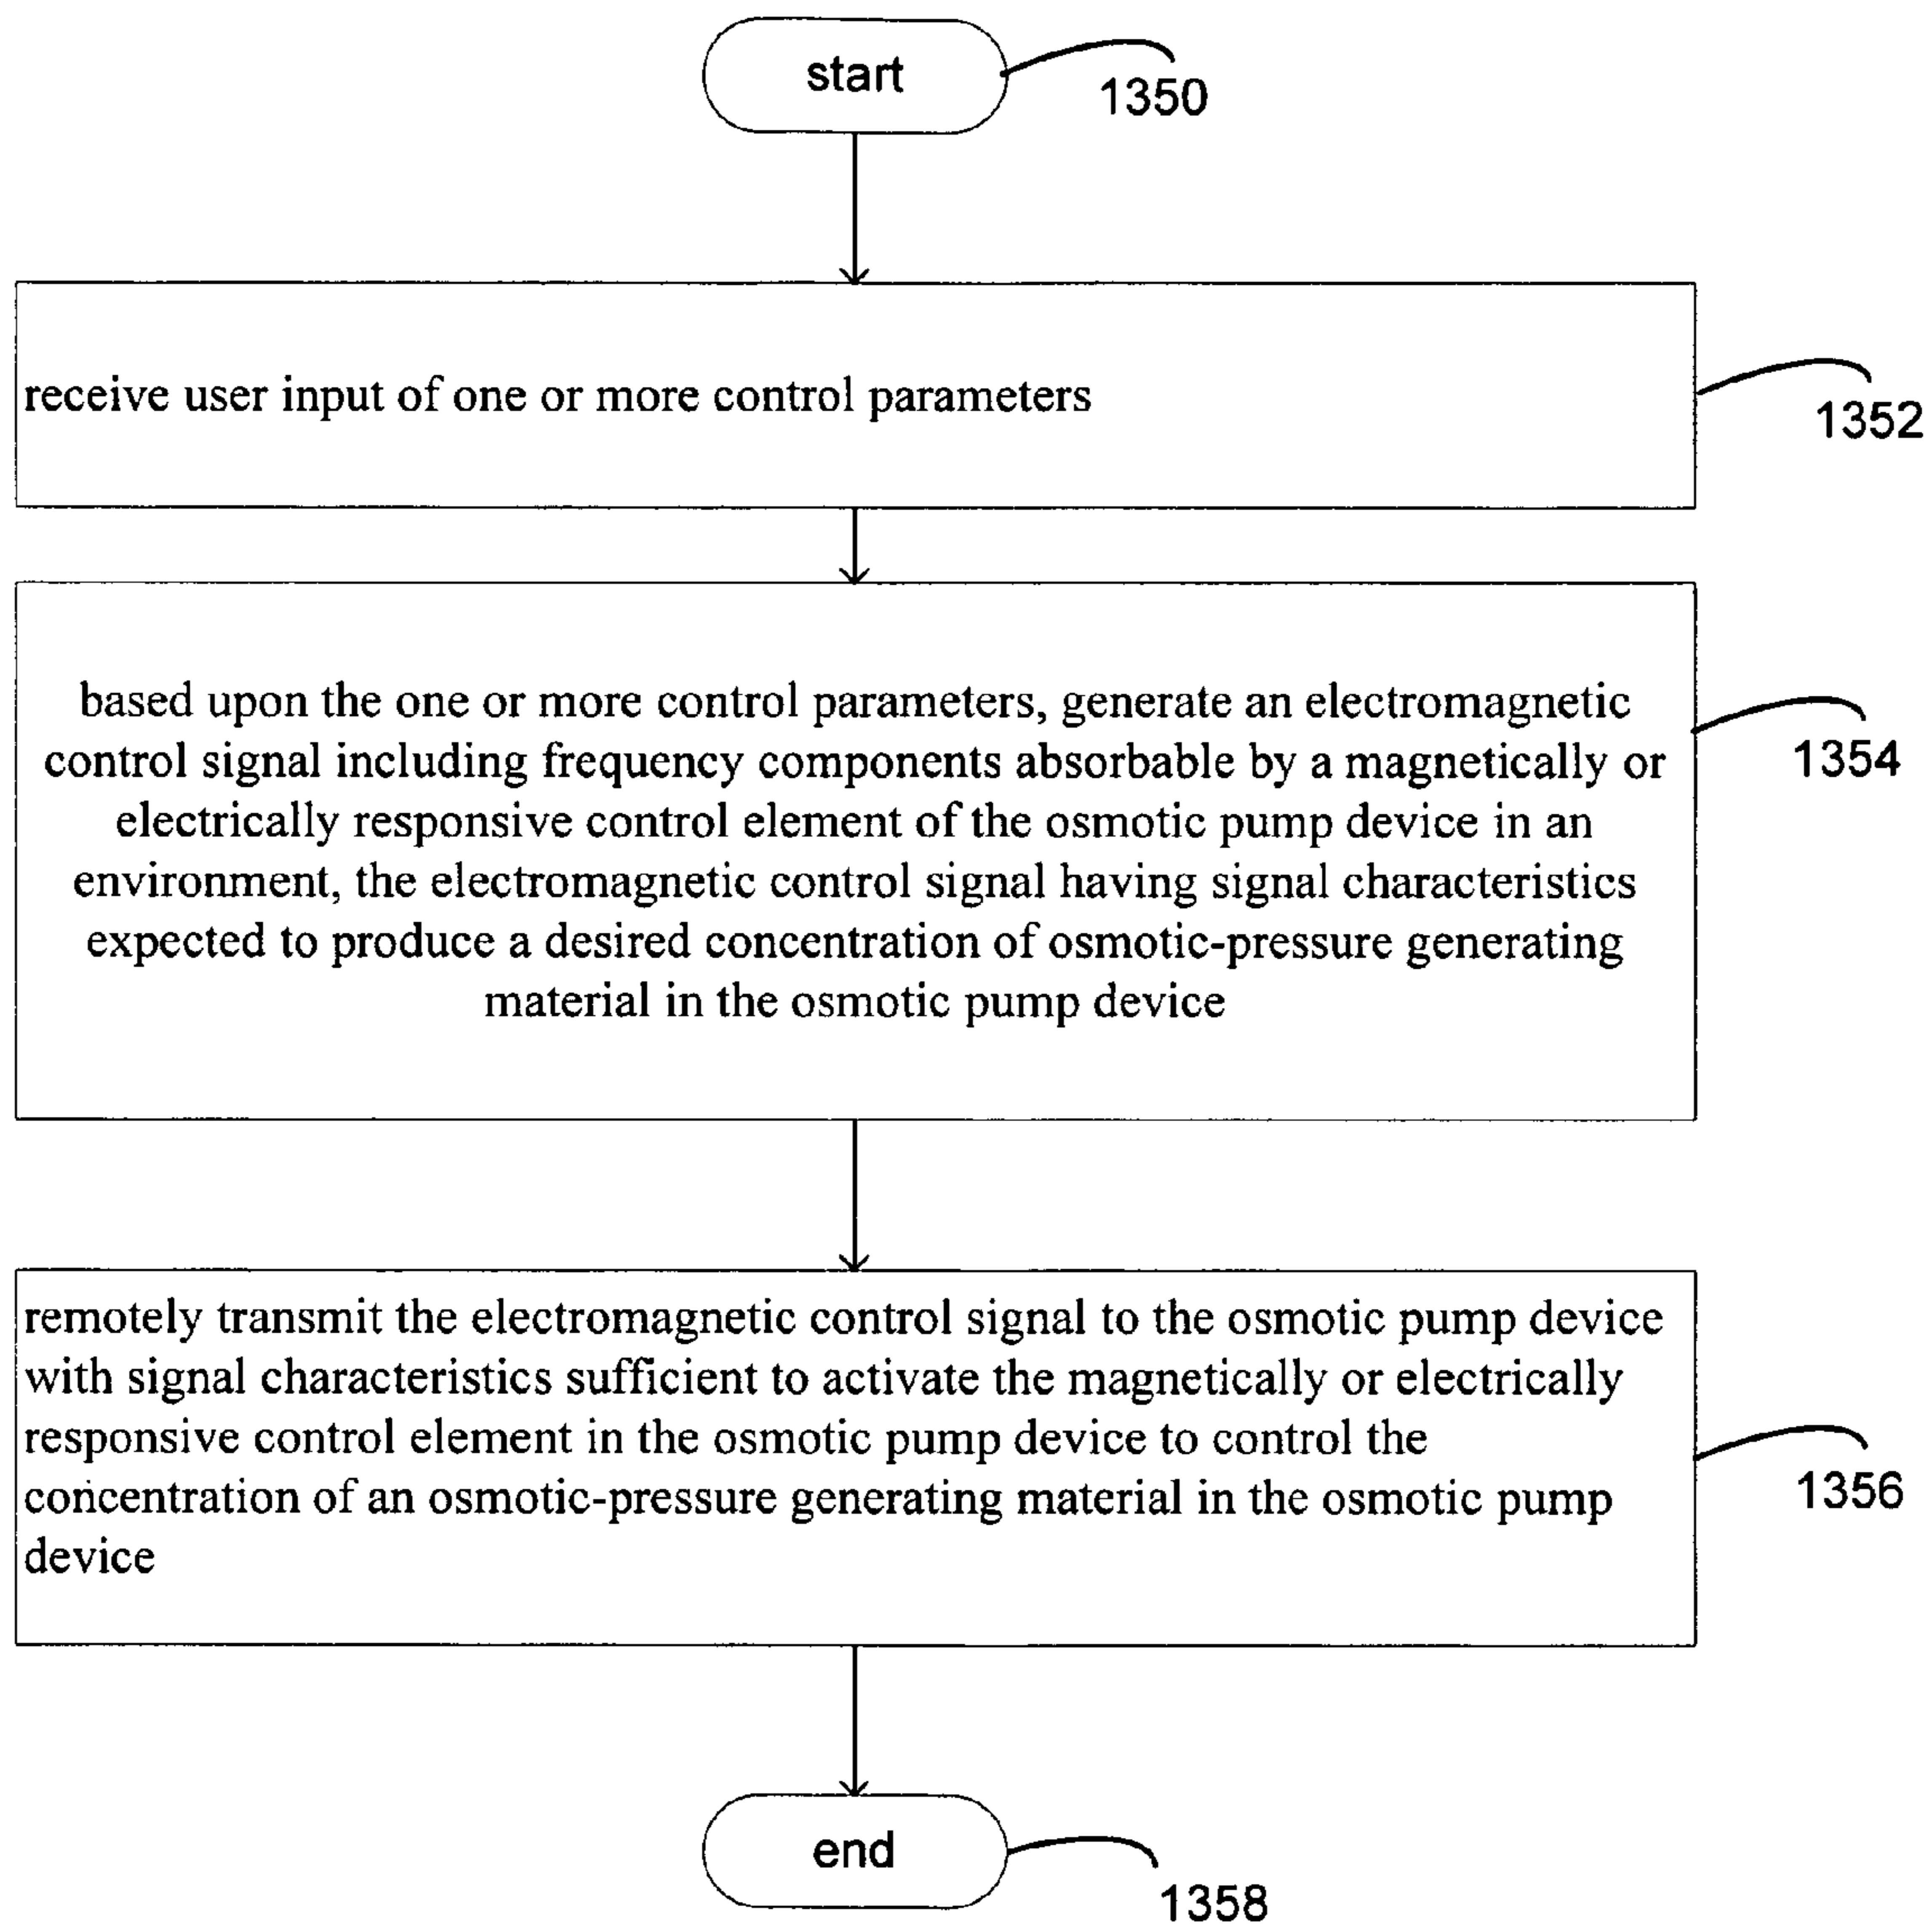 start
1350
receive user input of one or more control parameters
1352
based upon the one or more control parameters, generate an electromagnetic
control signal including frequency components absorbable by a magnetically or
electrically responsive control element of the osmotic pump device in an
environment, the electromagnetic control signal having signal characteristics
expected to produce a desired concentration of osmotic-pressure generating
material in the osmotic pump device
1354
remotely transmit the electromagnetic control signal to the osmotic pump device
with signal characteristics sufficient to activate the magnetically or electrically
responsive control element in the osmotic pump device to control the
concentration of an osmotic-pressure generating material in the osmotic pump
device
1356
end
1358